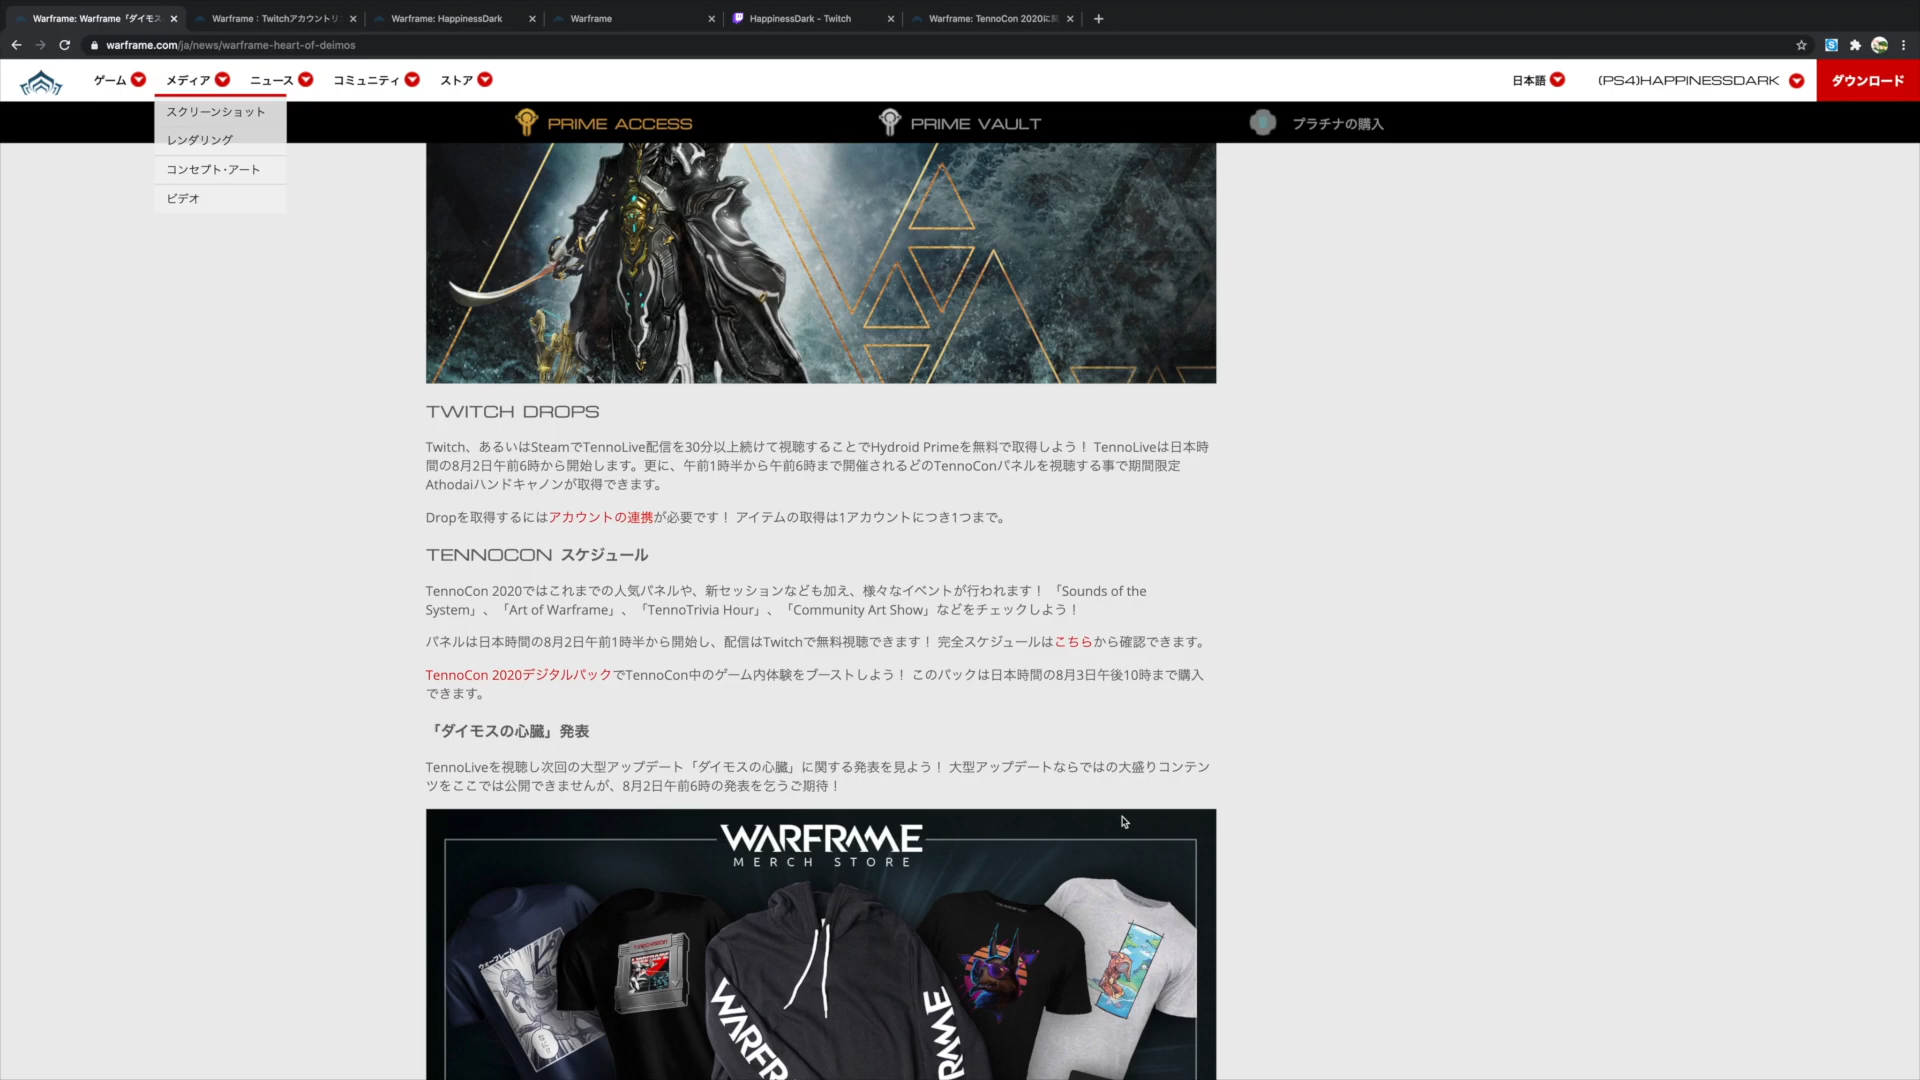 Warframe: Warframe『ダイモス
Warframe：Twitchアカウントリン
Warframe: HappinessDark
Warframe
HappinessDark - Twitch
Warframe: TennoCon 2020に関
warframe.com/ja/news/warframe-heart-of-deimos
ゲーム
メディア
ニュース
コミュニティ
ストア
日本語
(PS4)HAPPINESSDARK
ダウンロード
スクリーンショット
レンダリング
コンセプト・アート
ビデオ
PRIME ACCESS
PRIME VAULT
プラチナの購入
TWITCH DROPS
Twitch、あるいはSteamでTennoLive配信を30分以上続けて視聴することでHydroid Primeを無料で取得しよう！ TennoLiveは日本時
間の8月2日午前6時から開始します。更に、午前1時半から午前6時まで開催されるどのTennoConパネルを視聴する事で期間限定
Athodaiハンドキャノンが取得できます。
Dropを取得するにはアカウントの連携が必要です！ アイテムの取得は1アカウントにつき1つまで。
TENNOCON スケジュール
TennoCon 2020ではこれまでの人気パネルや、新セッションなども加え、様々なイベントが行われます！ 「Sounds of the
System」、「Art of Warframe」、「TennoTrivia Hour」、「Community Art Show」などをチェックしよう！
パネルは日本時間の8月2日午前1時半から開始し、配信はTwitchで無料視聴できます！ 完全スケジュールはこちらから確認できます。
TennoCon 2020デジタルパックでTennoCon中のゲーム内体験をブーストしよう！ このパックは日本時間の8月3日午後10時まで購入
できます。
「ダイモスの心臓」発表
TennoLiveを視聴し次回の大型アップデート「ダイモスの心臓」に関する発表を見よう！ 大型アップデートならではの大盛りコンテン
ツをここでは公開できませんが、8月2日午前6時の発表を乞うご期待！
WARFRAME
MERCH STORE
ウォーフレーム
WARFR
RAME